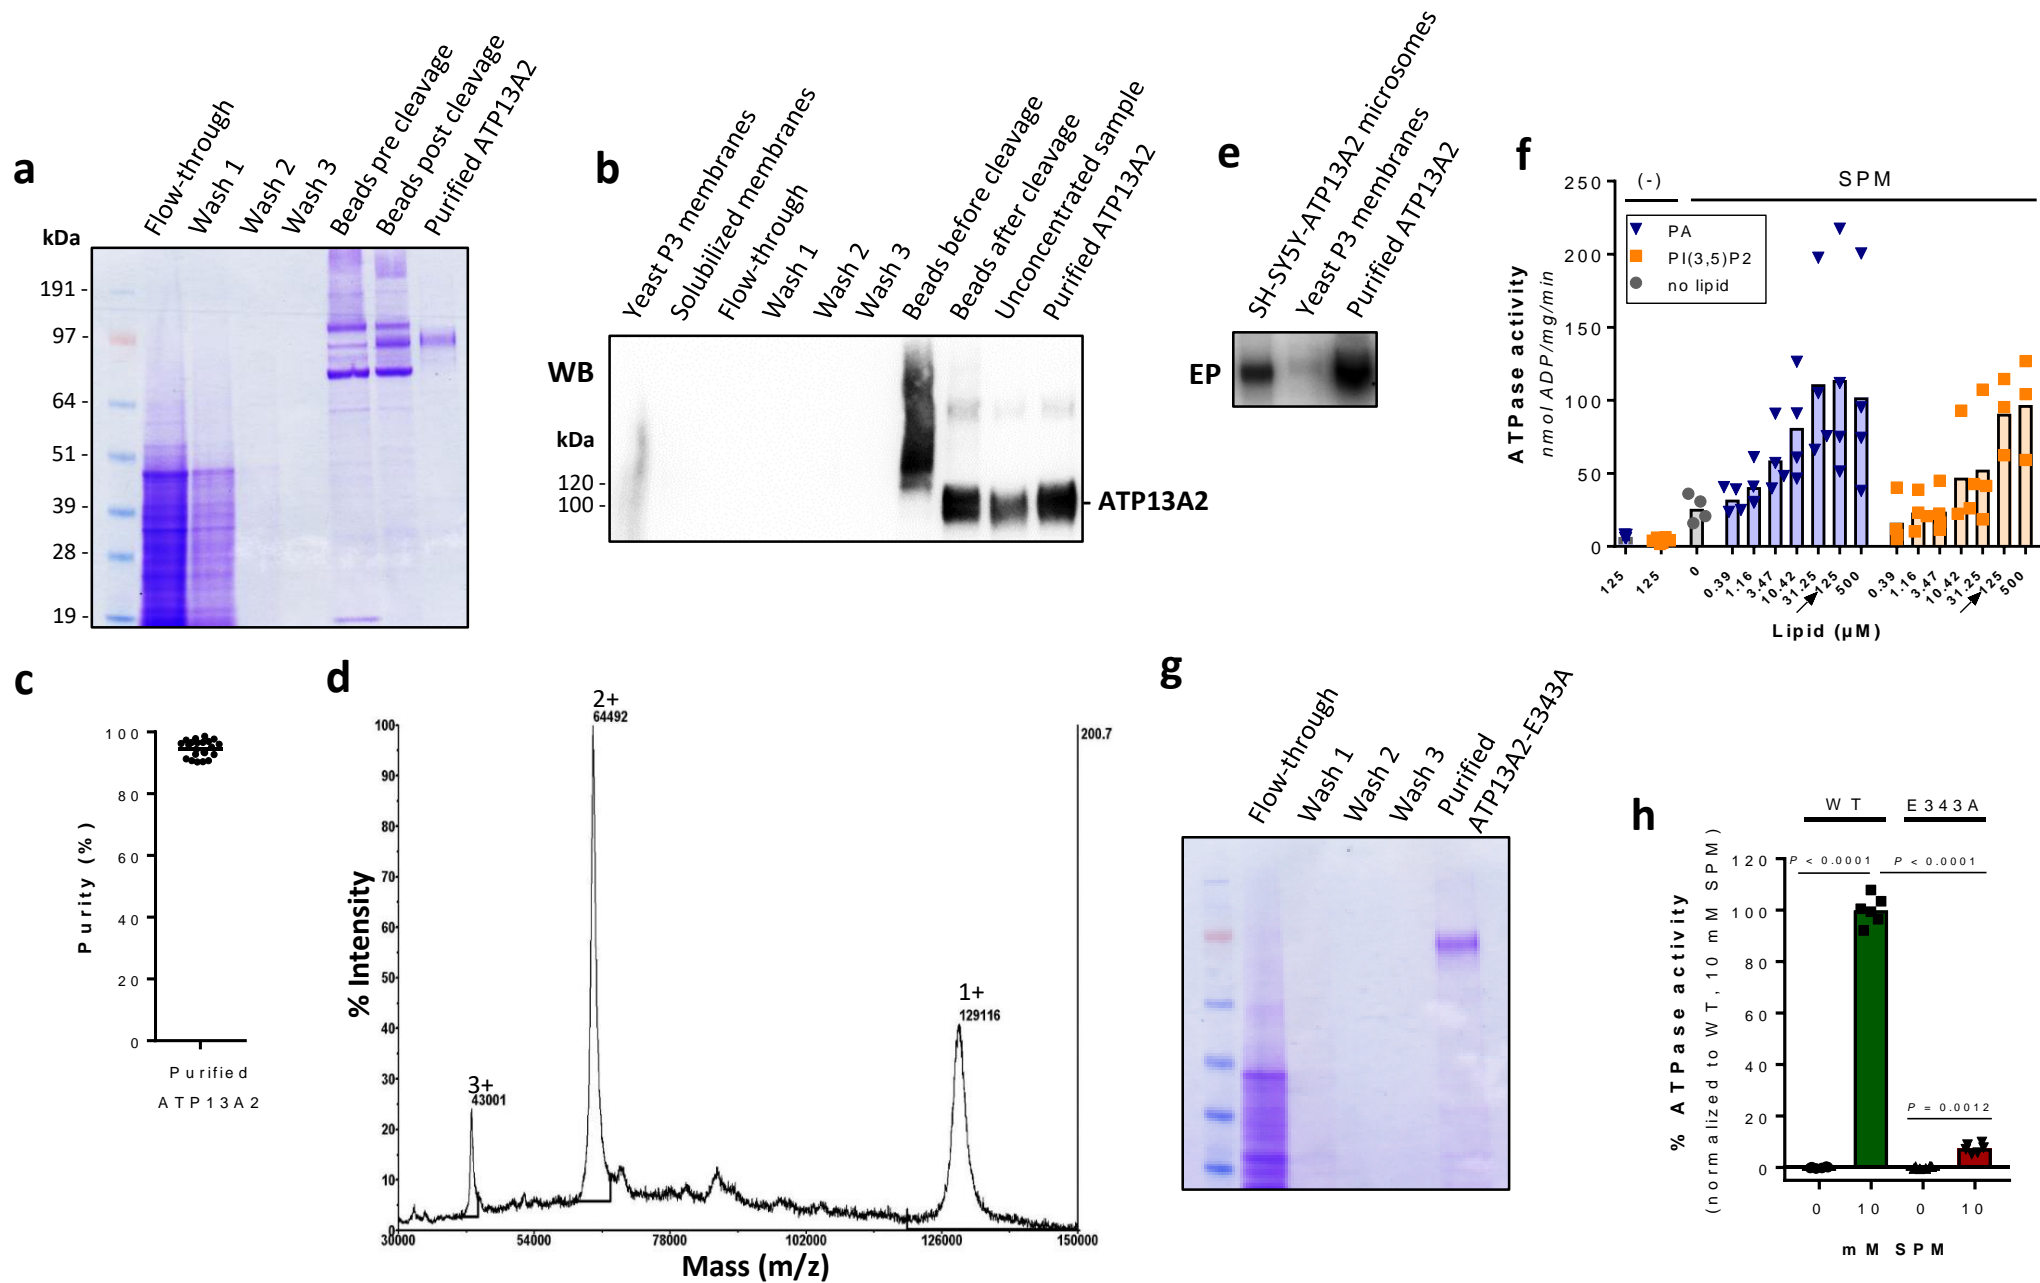 a
Flow-through
Wash 1
Wash 2
Wash 3
Beads pre cleavage
Beads post cleavage
Purified ATP13A2
kDa
191 -
97 -
64 -
51 -
39 -
28 -
19 -
b
Yeast P3 membranes
Solubilized membranes
Flow-through
Wash 1
Wash 2
Wash 3
Beads before cleavage
Beads after cleavage
Unconcentrated sample
Purified ATP13A2
WB
kDa
120 -
100 -
- ATP13A2
e
SH-SY5Y-ATP13A2 microsomes
Yeast P3 membranes
Purified ATP13A2
EP
f
(-)
SPM
PA
PI(3,5)P2
no lipid
ATPase activity
nmol ADP/mg/min
250
200
150
100
50
0
125
125
0
0.39
1.16
3.47
10.42
31.25
125
500
0.39
1.16
3.47
10.42
31.25
125
500
Lipid (µM)
c
Purity (%)
100
80
60
40
20
0
Purified
ATP13A2
d
% Intensity
100
90
80
70
60
50
40
30
20
10
0
200.7
3+
43001
2+
64492
1+
129116
30000
54000
78000
102000
126000
150000
Mass (m/z)
g
Flow-through
Wash 1
Wash 2
Wash 3
Purified
ATP13A2-E343A
h
WT
E343A
P < 0.0001
P < 0.0001
P = 0.0012
% ATPase activity
(normalized to WT, 10 mM SPM)
120
100
80
60
40
20
0
0
10
0
10
mM SPM